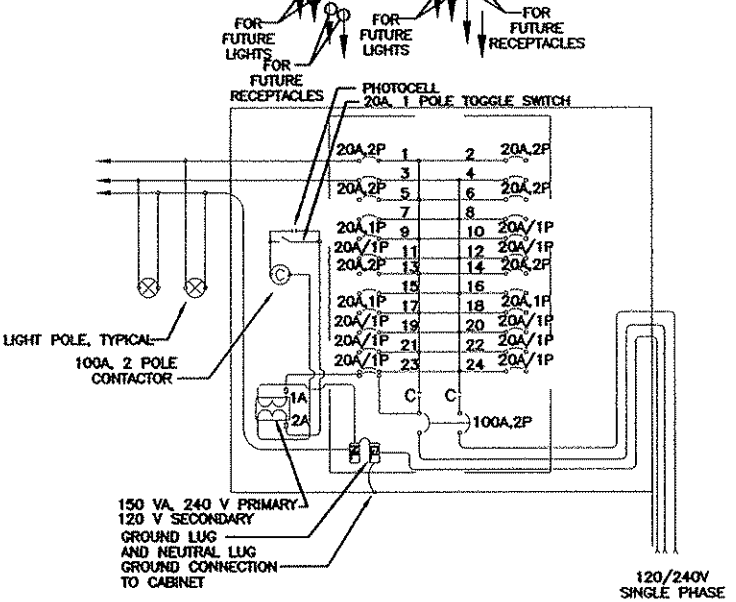 FOR
FUTURE
LIGHTS
FOR
FUTURE
RECEPTACLES
FOR
FUTURE
LIGHTS
FOR
FUTURE
RECEPTACLES
PHOTOCELL
20A, 1 POLE TOGGLE SWITCH
20A,2P 1 2 20A,2P
3 4
20A,2P 5 6 20A,2P
7 8
20A,1P 9 10 20A/1P
20A/1P 11 12 20A/1P
20A,2P 13 14 20A,2P
15 16
20A,1P 17 18 20A,1P
20A/1P 19 20 20A/1P
20A/1P 21 22 20A/1P
20A/1P 23 24 20A/1P
C
LIGHT POLE, TYPICAL
100A, 2 POLE
CONTACTOR
1A
2A
C C
100A,2P
150 VA, 240 V PRIMARY
120 V SECONDARY
GROUND LUG
AND NEUTRAL LUG
GROUND CONNECTION
TO CABINET
120/240V
SINGLE PHASE